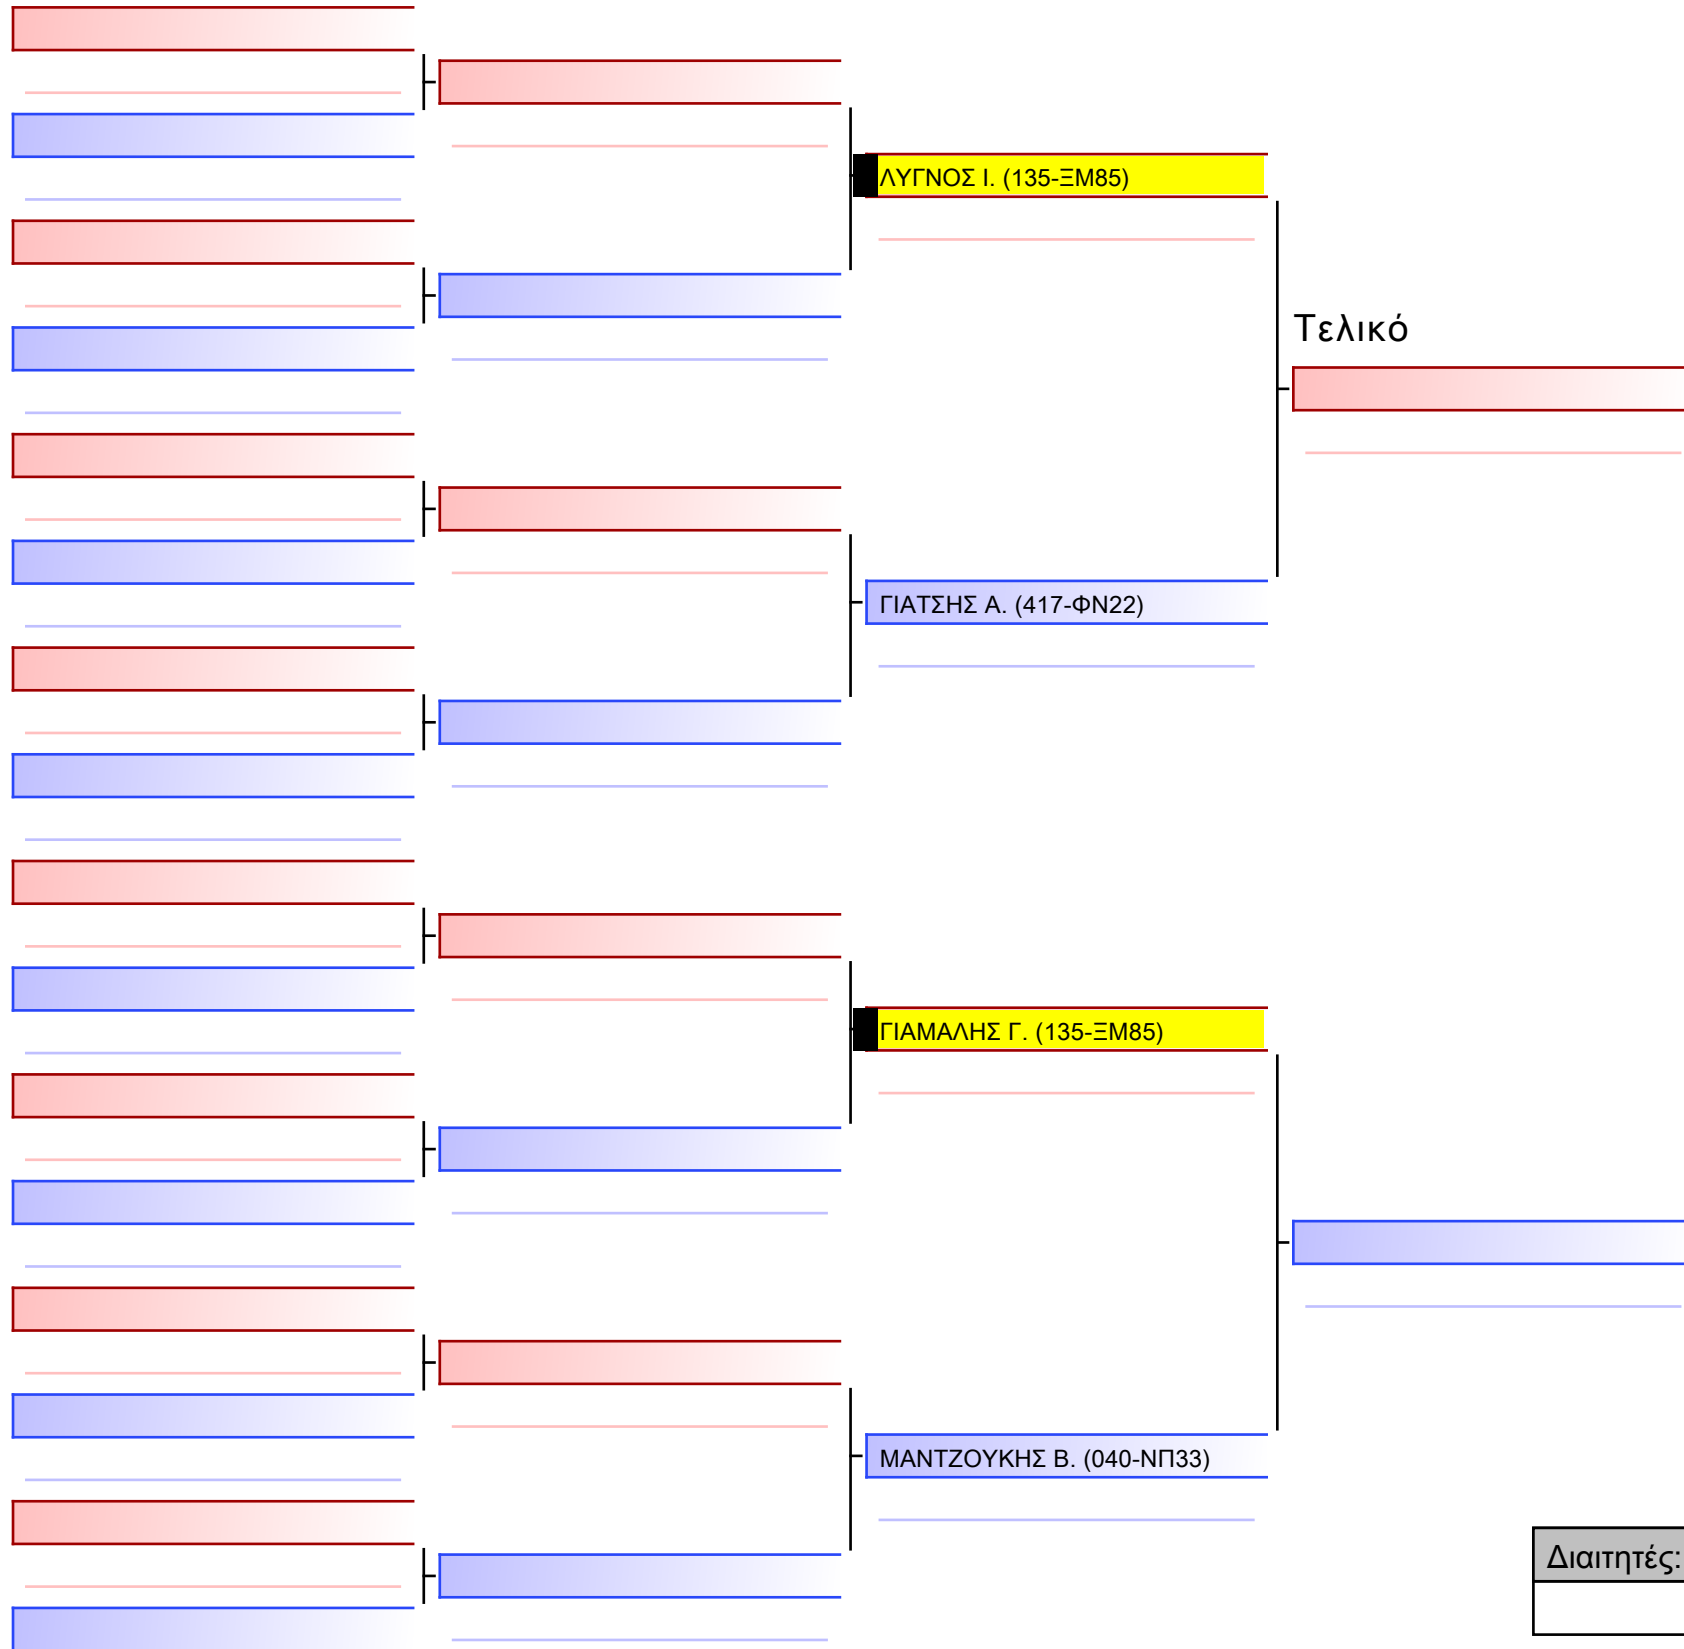 ΛΥΓΝΟΣ Ι. (135-ΞΜ85)
Τελικό
ΓΙΑΤΣΗΣ Α. (417-ΦΝ22)
ΓΙΑΜΑΛΗΣ Γ. (135-ΞΜ85)
ΜΑΝΤΖΟΥΚΗΣ Β. (040-ΝΠ33)
Διαιτητές: